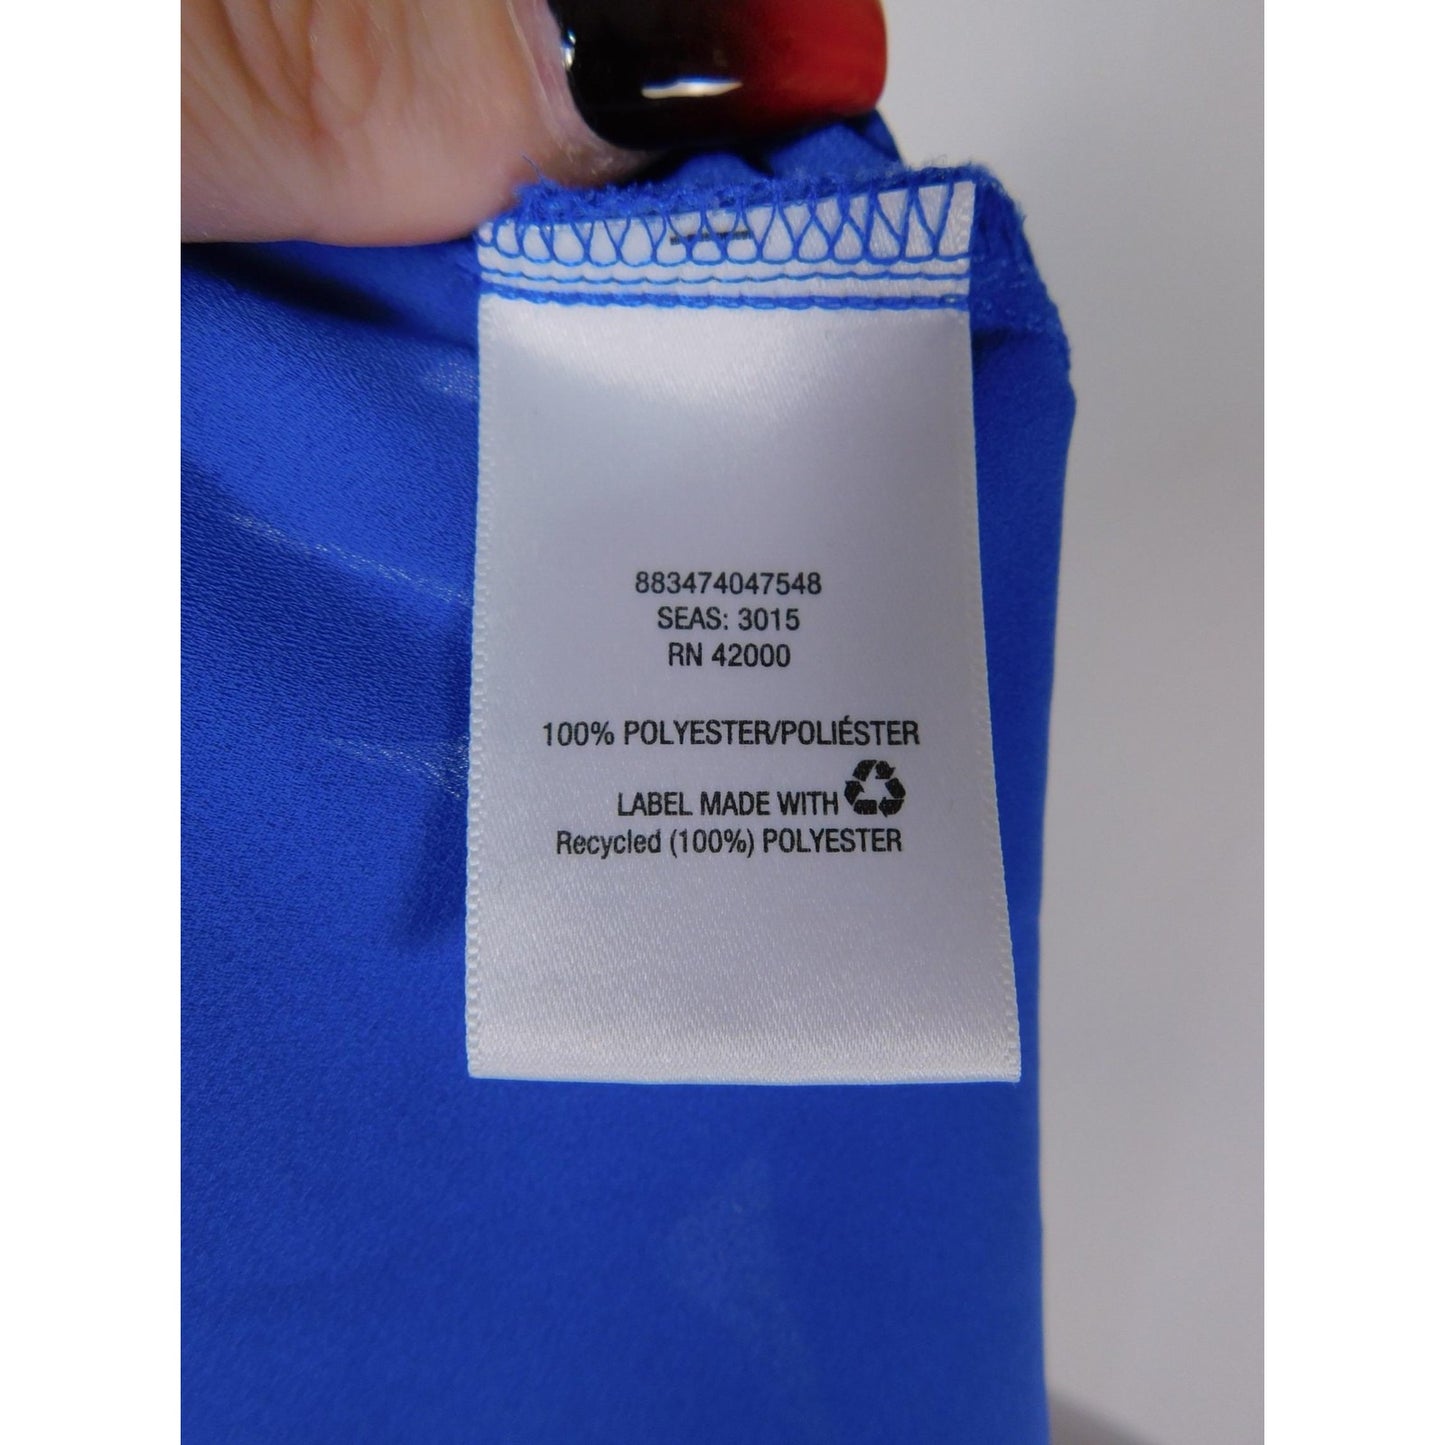 883474047548
SEAS: 3015
RN 42000
100% POLYESTER/POLIÉSTER
LABEL MADE WITH
Recycled (100%) POLYESTER